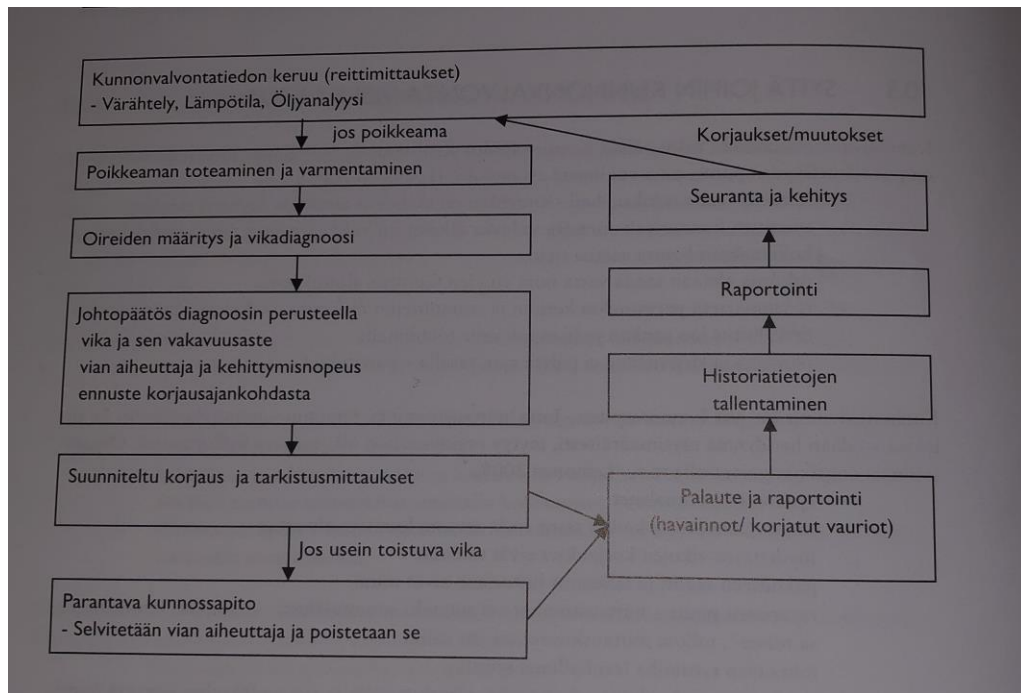 Kunnonvalvontatiedon keruu (reittimittaukset)
- Värähtely, Lämpötila, Öljyanalyysi
jos poikkeama
Korjaukset/muutokset
Poikkeaman toteaminen ja varmentaminen
Oireiden määritys ja vikadiagnoosi
Johtopäätös diagnoosin perusteella
vika ja sen vakavuusaste
vian aiheuttaja ja kehittymisnopeus
ennuste korjausajankohdasta
Suunniteltu korjaus ja tarkistusmittaukset
Jos usein toistuva vika
Parantava kunnossapito
- Selvitetään vian aiheuttaja ja poistetaan se
Palaute ja raportointi
(havainnot/ korjatut vauriot)
Historiatietojen
tallentaminen
Raportointi
Seuranta ja kehitys